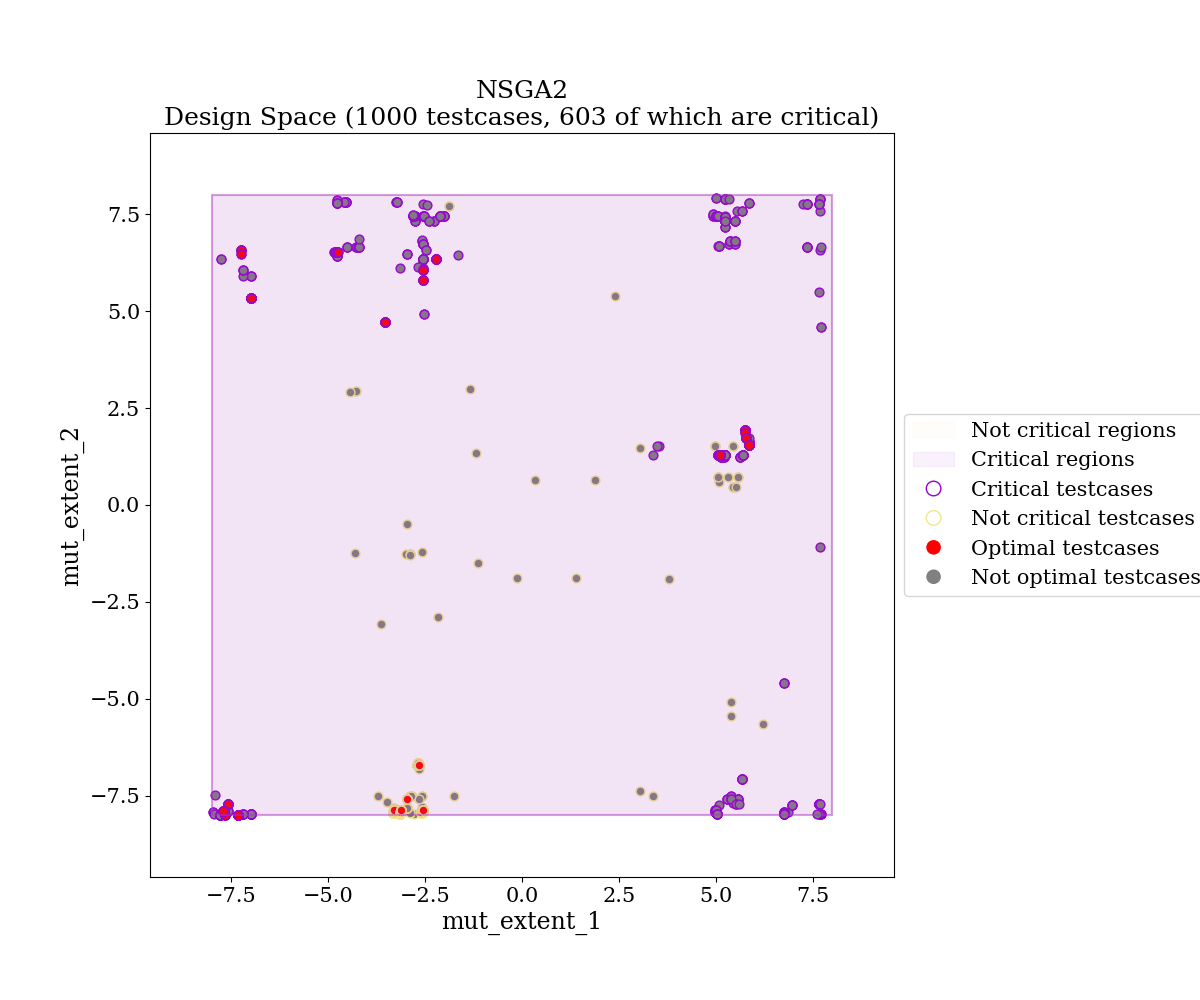 NSGA2
Design Space (1000 testcases, 603 of which are critical)
mut_extent_2
7.5
5.0
2.5
0.0
−2.5
−5.0
−7.5
−7.5 −5.0 −2.5 0.0 2.5 5.0 7.5
mut_extent_1
Not critical regions
Critical regions
Critical testcases
Not critical testcases
Optimal testcases
Not optimal testcases